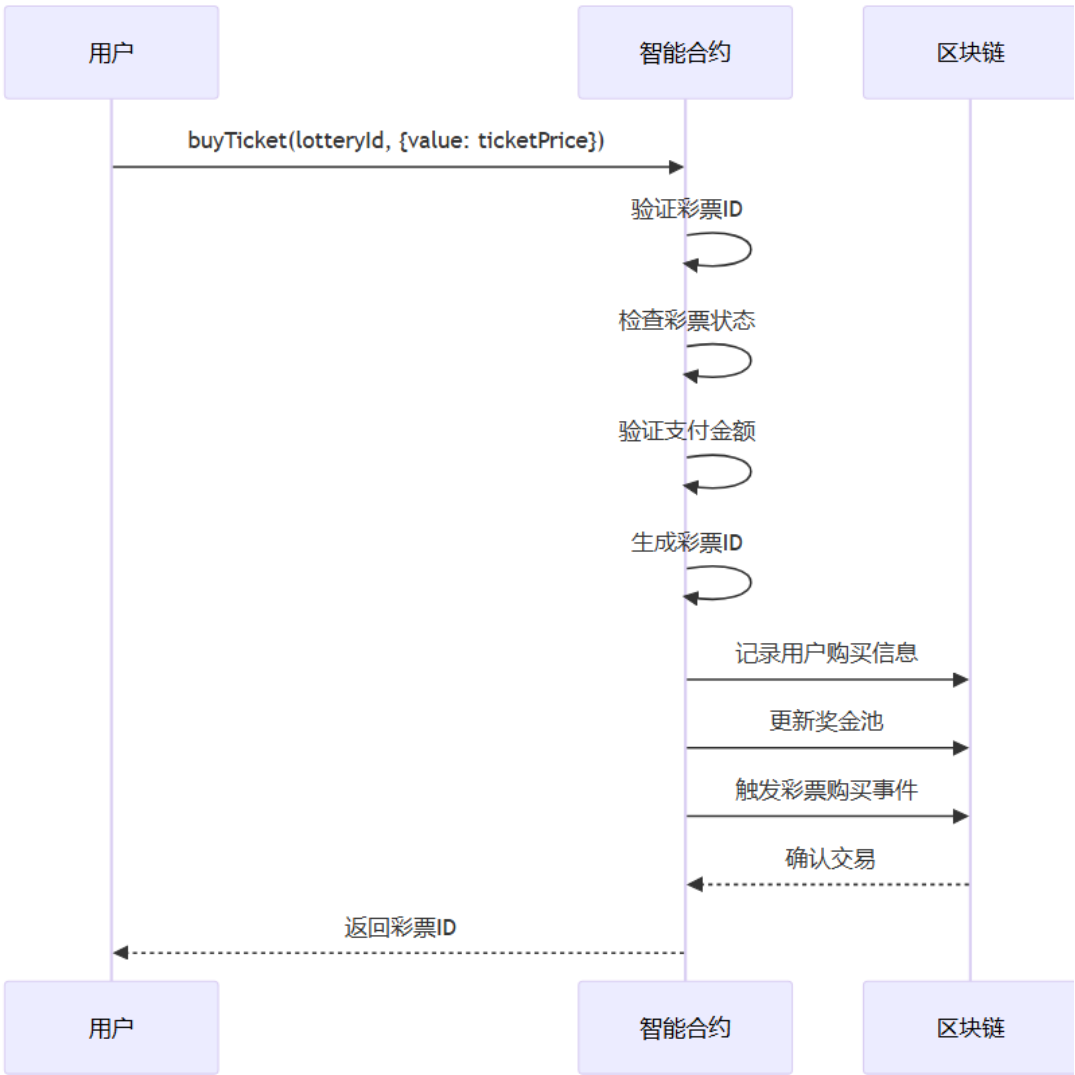 用户
智能合约
区块链
buyTicket(lotteryId, {value: ticketPrice})
验证彩票ID
检查彩票状态
验证支付金额
生成彩票ID
记录用户购买信息
更新奖金池
触发彩票购买事件
确认交易
返回彩票ID
用户
智能合约
区块链